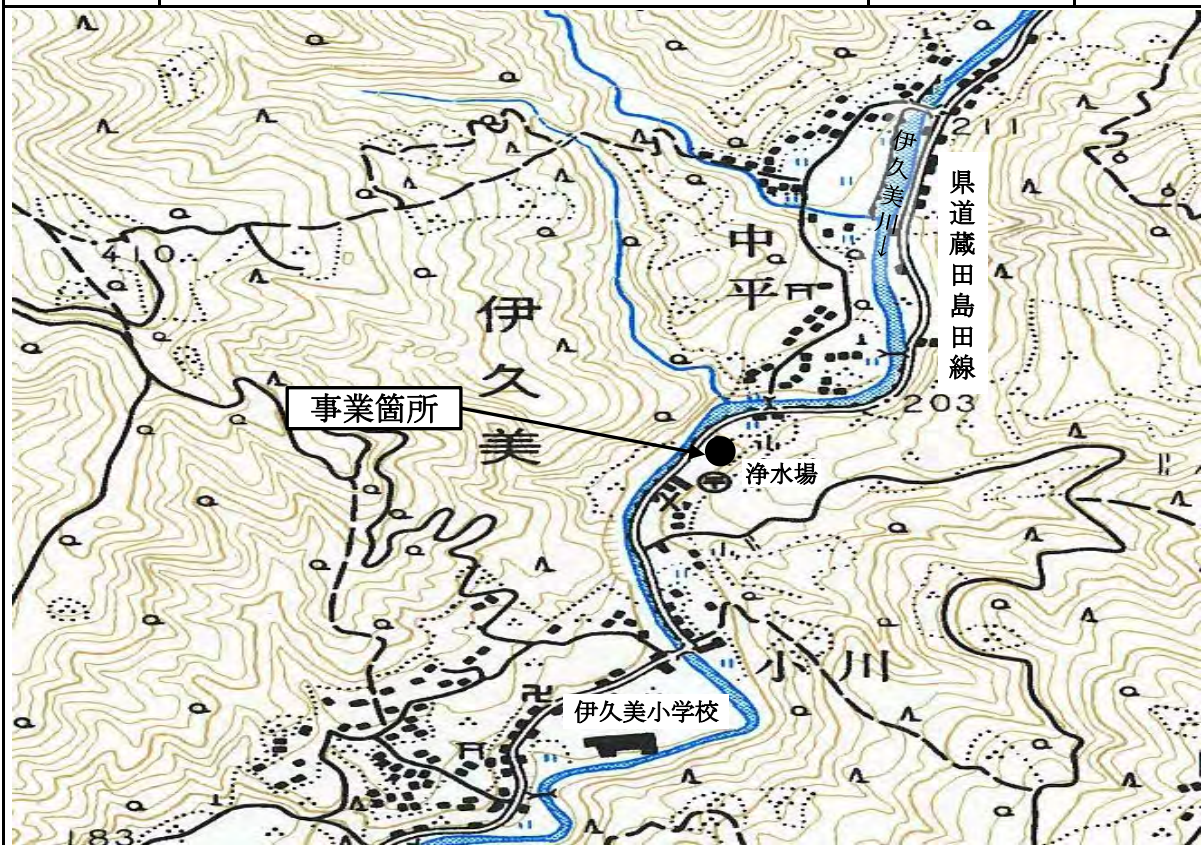 伊久美川→
211
県道蔵田島田線
410
中平
伊久美
事業箇所
203
浄水場
小川
伊久美小学校
183